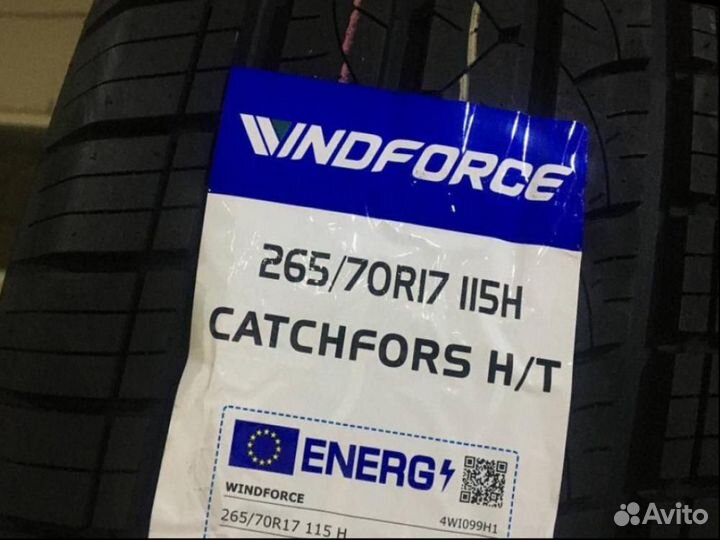 WINDFORCE
265/70R17 115H
CATCHFORS H/T
ENERG
WINDFORCE
4WI099H1
265/70R17 115 H
Avito